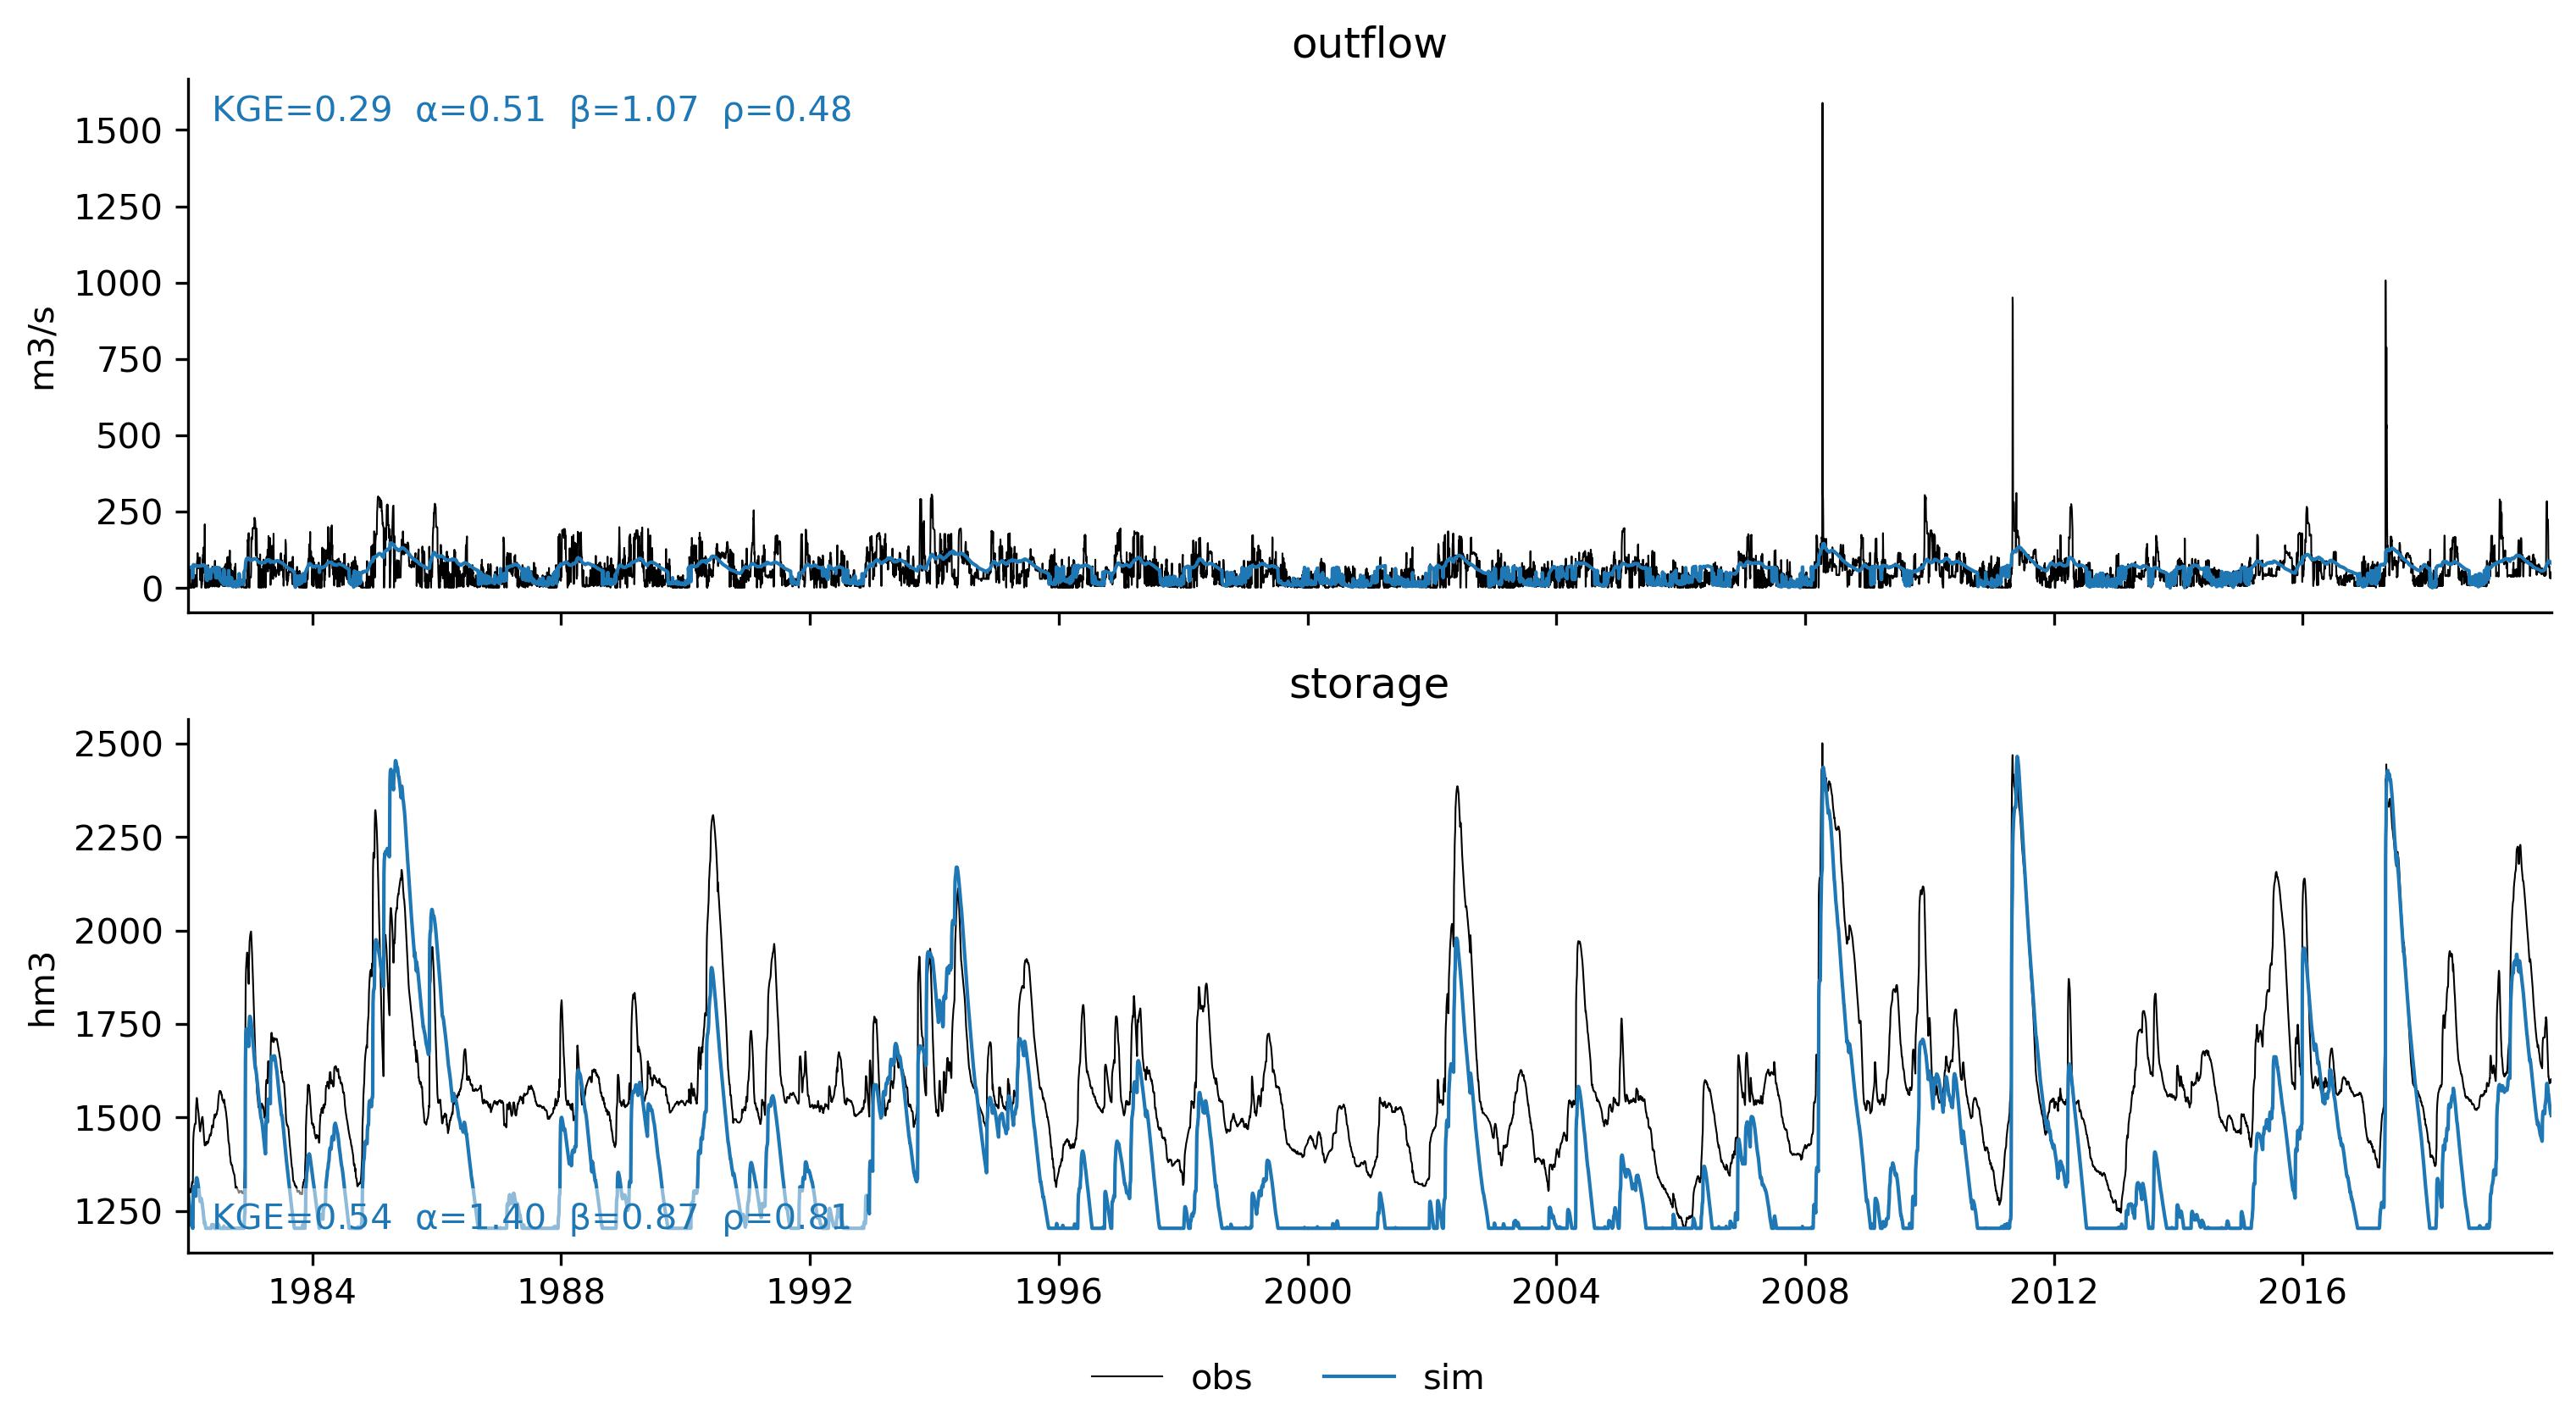 outflow
KGE=0.29 α=0.51 β=1.07 ρ=0.48
1500
1250
1000
750
500
250
0
m3/s
storage
2500
2250
2000
1750
1500
1250
hm3
KGE=0.54 α=1.40 β=0.87 ρ=0.81
1984 1988 1992 1996 2000 2004 2008 2012 2016
obs sim